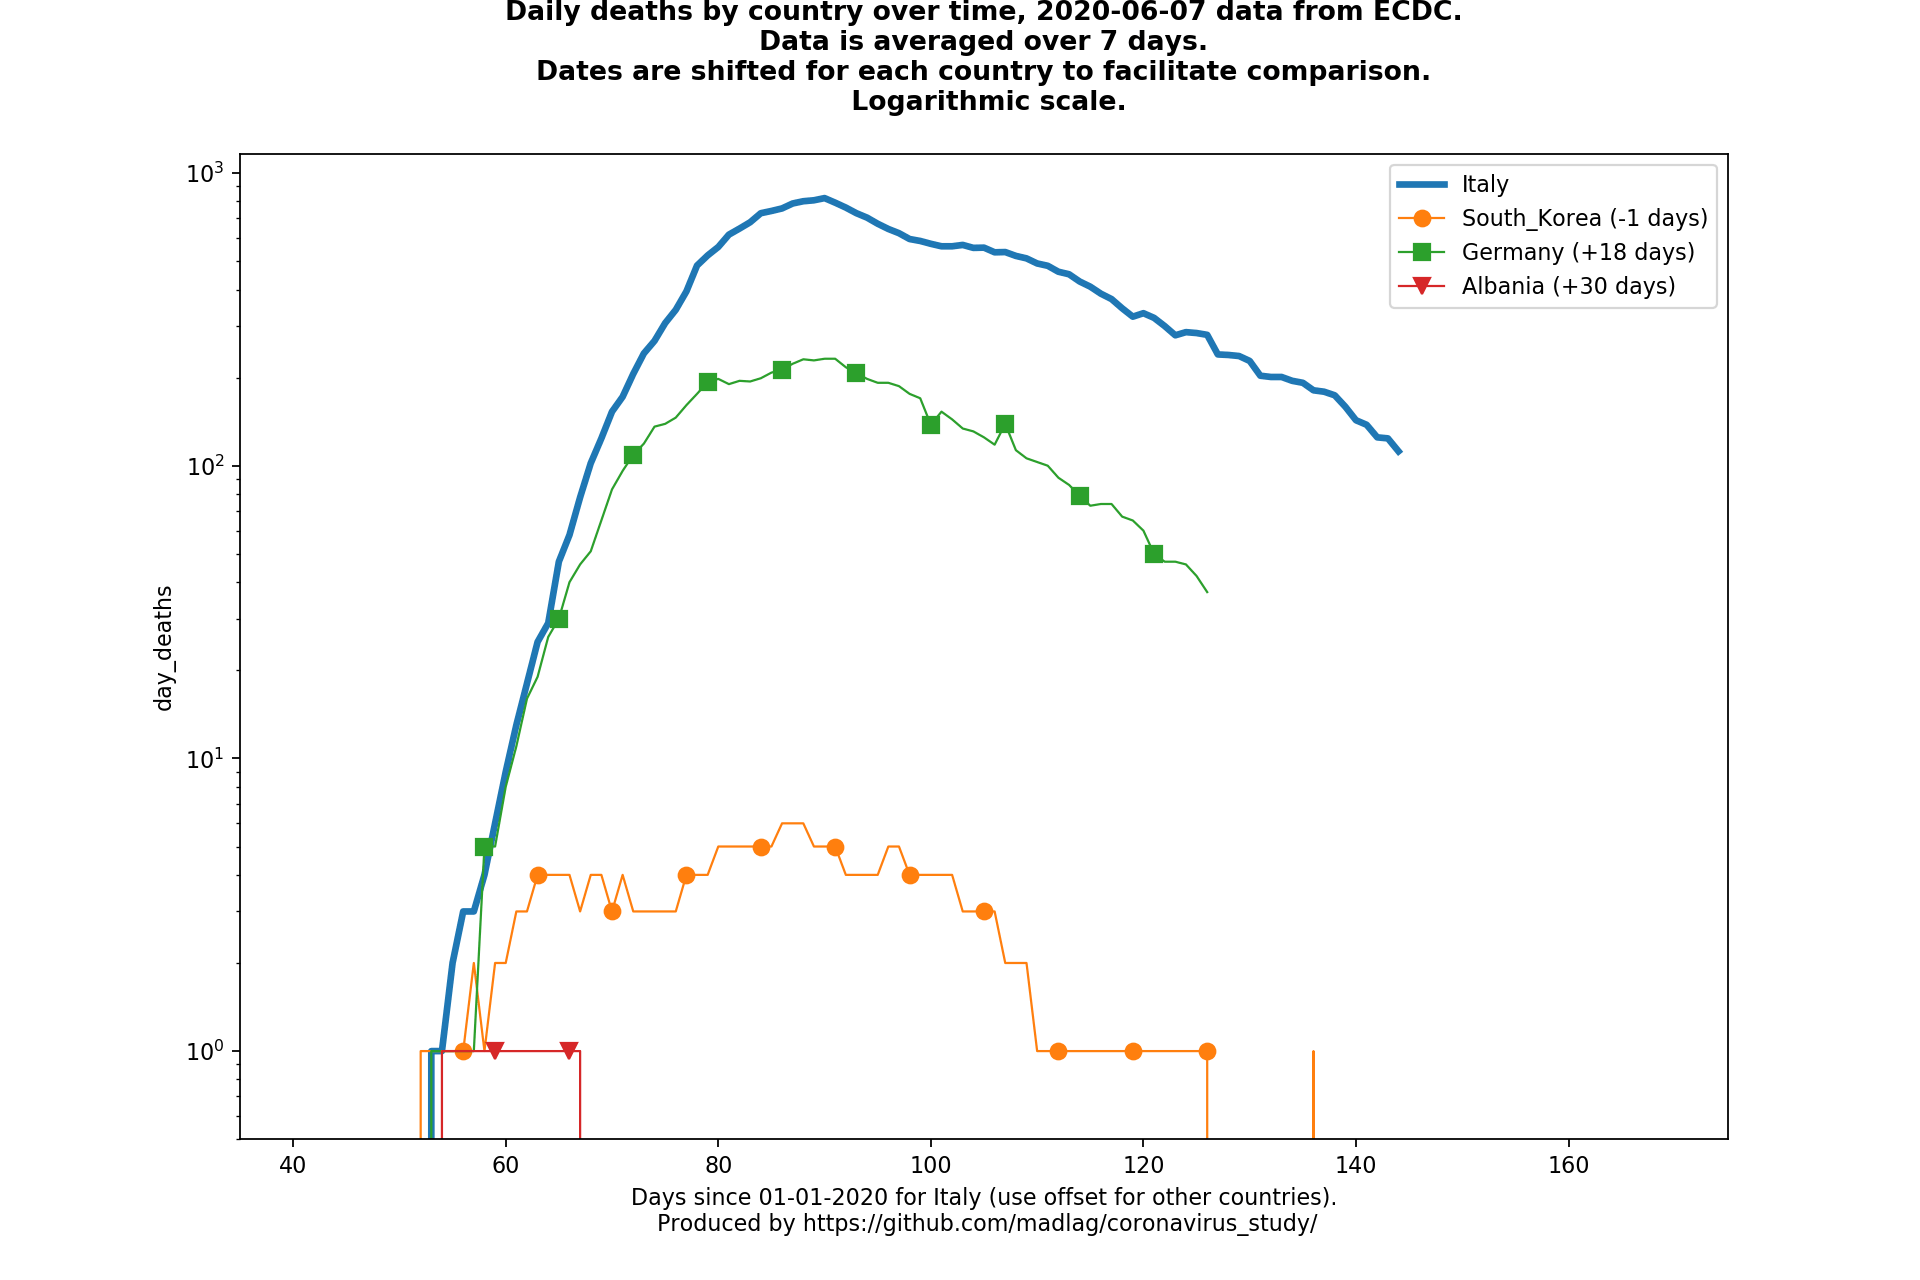 Daily deaths by country over time, 2020-06-07 data from ECDC.
Data is averaged over 7 days.
Dates are shifted for each country to facilitate comparison.
Logarithmic scale.
10³
10²
10¹
10⁰
day_deaths
Italy
South_Korea (-1 days)
Germany (+18 days)
Albania (+30 days)
40 60 80 100 120 140 160
Days since 01-01-2020 for Italy (use offset for other countries).
Produced by https://github.com/madlag/coronavirus_study/